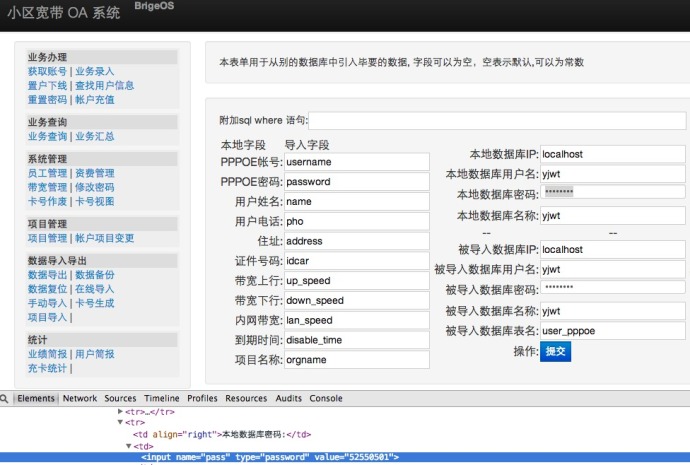 小区宽带 OA 系统
BrigeOS
业务办理
获取账号 | 业务录入
置户下线 | 查找用户信息
重置密码 | 帐户充值
业务查询
业务查询 | 业务汇总
系统管理
员工管理 | 资费管理
带宽管理 | 修改密码
卡号作废 | 卡号视图
项目管理
项目管理 | 帐户项目变更
数据导入导出
数据导出 | 数据备份
数据复位 | 在线导入
手动导入 | 卡号生成
项目导入 |
统计
业绩简报 | 用户简报
充卡统计 |
本表单用于从别的数据库中引入毕要的数据, 字段可以为空，空表示默认,可以为常数
附加sql where 语句:
本地字段 导入字段
PPPOE帐号: username
PPPOE密码: password
用户姓名: name
用户电话: pho
住址: address
证件号码: idcar
带宽上行: up_speed
带宽下行: down_speed
内网带宽: lan_speed
到期时间: disable_time
项目名称: orgname
本地数据库IP: localhost
本地数据库用户名: yjwt
本地数据库密码: ********
本地数据库名称: yjwt
-- --
被导入数据库IP: localhost
被导入数据库用户名: yjwt
被导入数据库密码: ********
被导入数据库名称: yjwt
被导入数据库表名: user_pppoe
操作: 提交
Elements Network Sources Timeline Profiles Resources Audits Console
<tr>…</tr>
<tr>
<td align="right">本地数据库密码:</td>
<td>
<input name="pass" type="password" value="52550501">